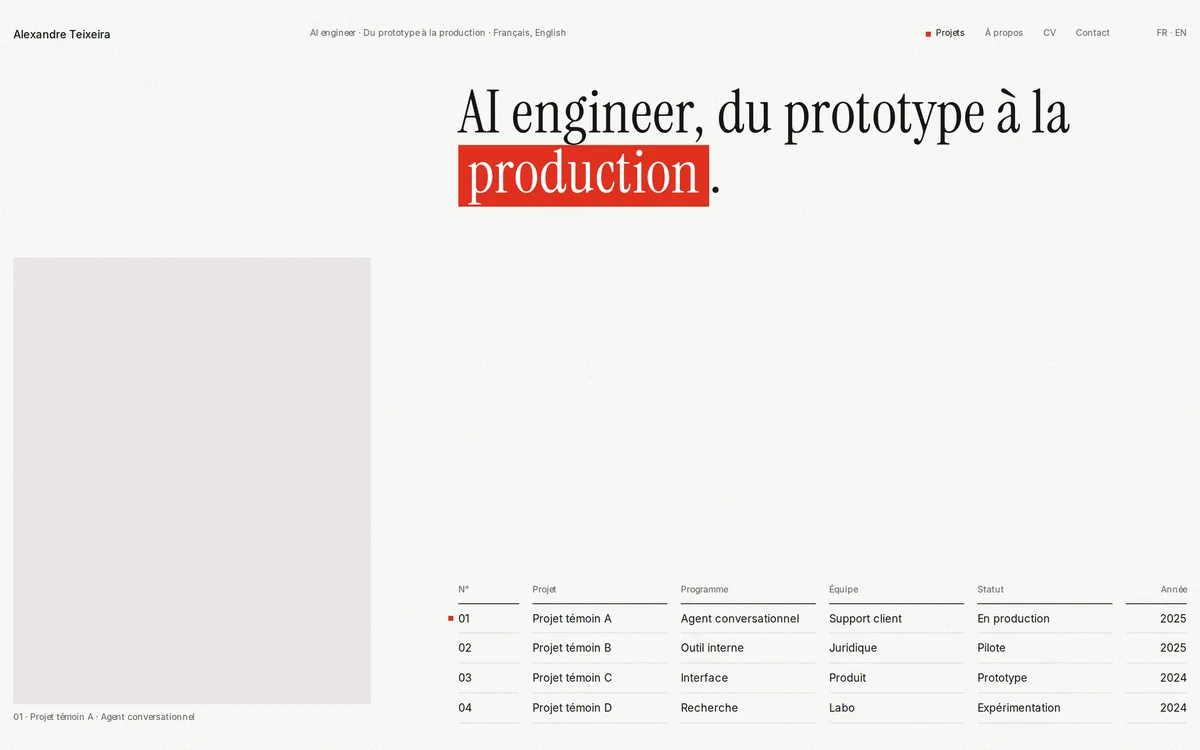 Alexandre Teixeira
AI engineer · Du prototype à la production · Français, English
Projets À propos CV Contact FR · EN
AI engineer, du prototype à la
production.
N° Projet Programme Équipe Statut Année
01 Projet témoin A Agent conversationnel Support client En production 2025
02 Projet témoin B Outil interne Juridique Pilote 2025
03 Projet témoin C Interface Produit Prototype 2024
04 Projet témoin D Recherche Labo Expérimentation 2024
01 · Projet témoin A · Agent conversationnel